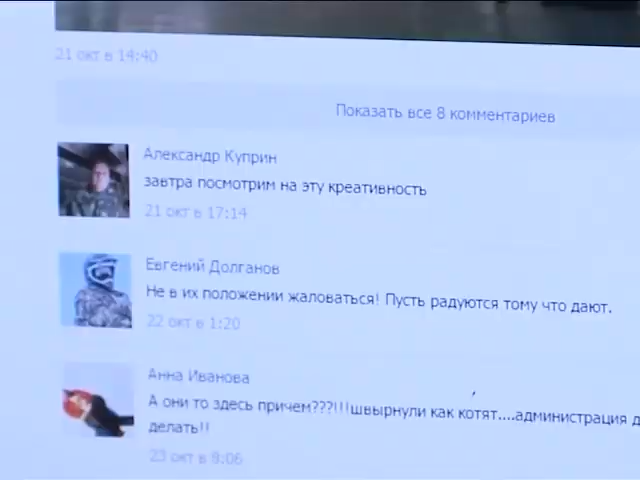 21 окт в 14:40
Показать все 8 комментариев
Александр Куприн
завтра посмотрим на эту креативность
21 окт в 17:14
Евгений Долганов
Не в их положении жаловаться! Пусть радуются тому что дают.
22 окт в 1:20
Анна Иванова
А они то здесь причем???!!!швырнули как котят....администрация д
делать!!
23 окт в 8:06